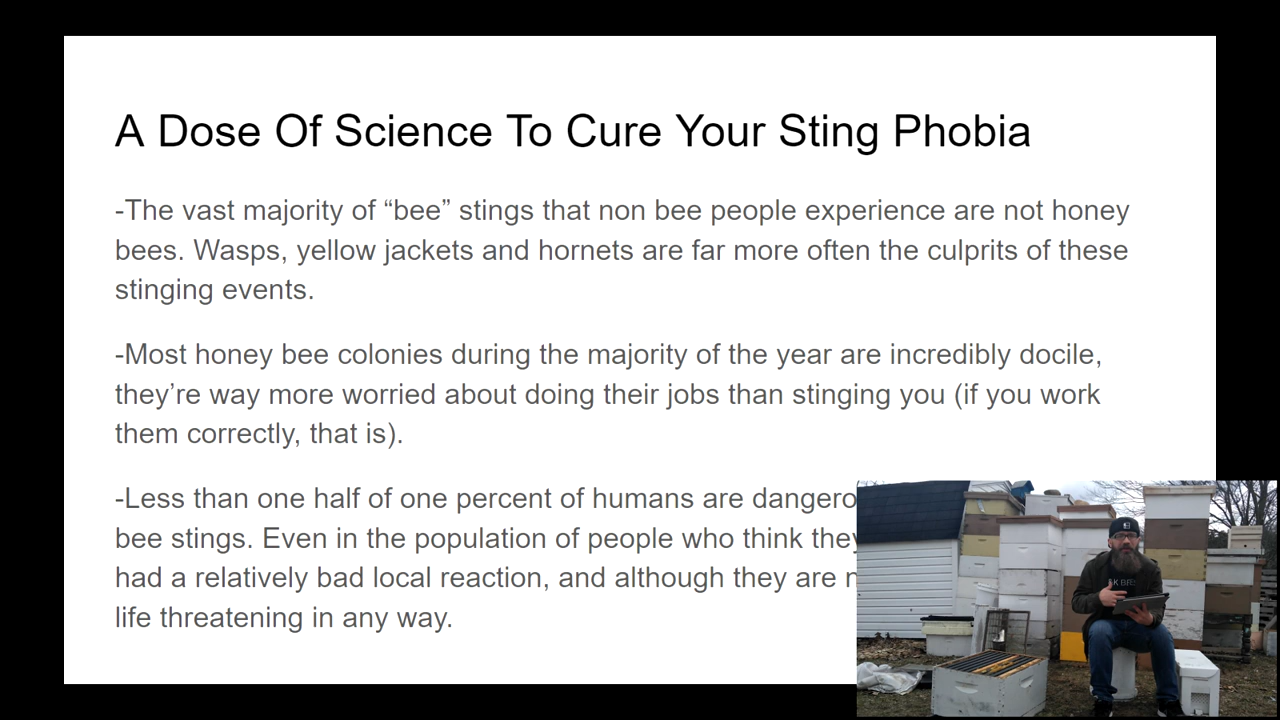 A Dose Of Science To Cure Your Sting Phobia
-The vast majority of “bee” stings that non bee people experience are not honey
bees. Wasps, yellow jackets and hornets are far more often the culprits of these
stinging events.
-Most honey bee colonies during the majority of the year are incredibly docile,
they’re way more worried about doing their jobs than stinging you (if you work
them correctly, that is).
-Less than one half of one percent of humans are
bee stings. Even in the population of people who think
had a relatively bad local reaction, and although they are
life threatening in any way.